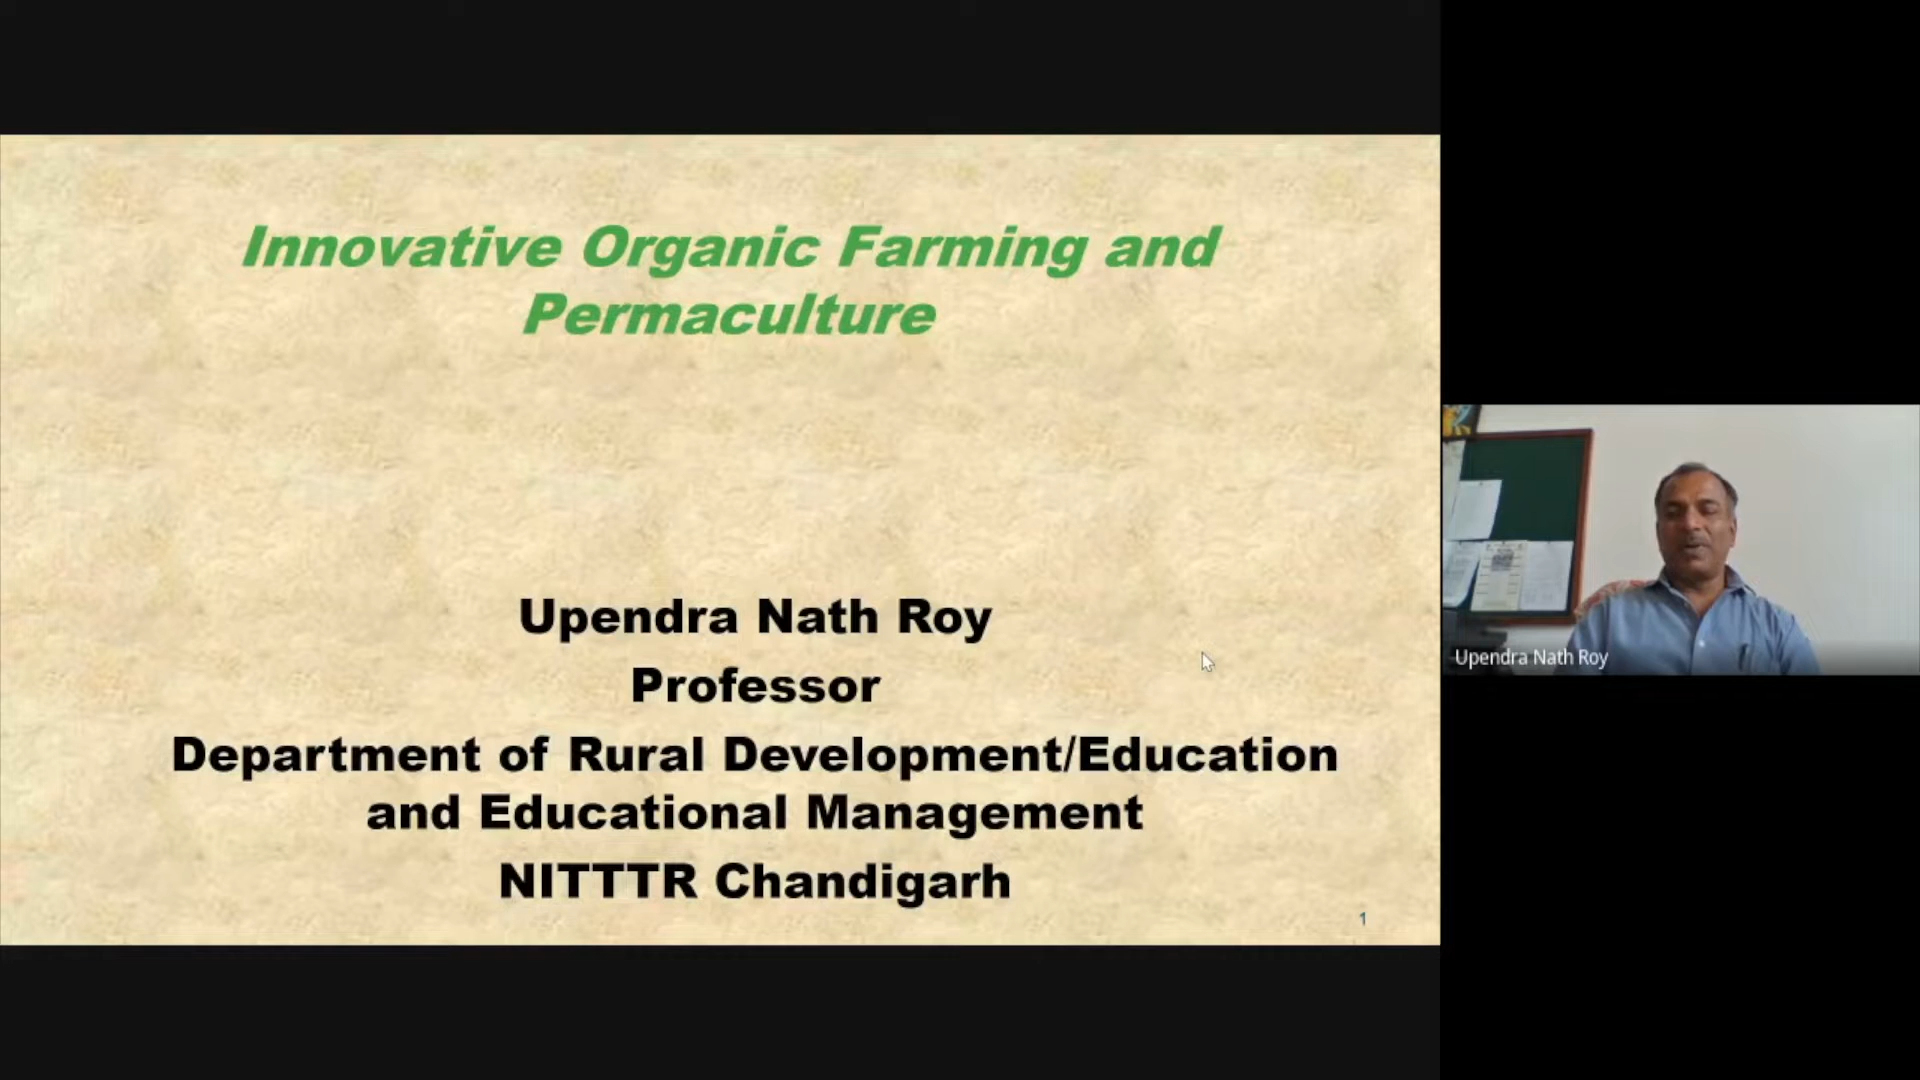 Innovative Organic Farming and
Permaculture
Upendra Nath Roy
Professor
Department of Rural Development/Education
and Educational Management
NITTTR Chandigarh
1
Upendra Nath Roy